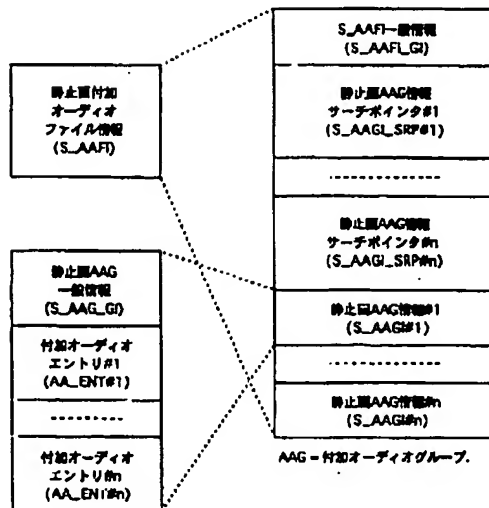 静止画付加
オーディオ
ファイル情報
(S_AAFI)
S_AAFI一般情報
(S_AAFI_GI)
静止画AAG情報
サーチポインタ#1
(S_AAGI_SRP#1)
静止画AAG情報
サーチポインタ#n
(S_AAGI_SRP#n)
静止画AAG情報#1
(S_AAGI#1)
静止画AAG情報#n
(S_AAGI#n)
静止画AAG
一般情報
(S_AAG_GI)
付加オーディオ
エントリ#1
(AA_ENT#1)
付加オーディオ
エントリ#n
(AA_ENT#n)
AAG = 付加オーディオグループ.